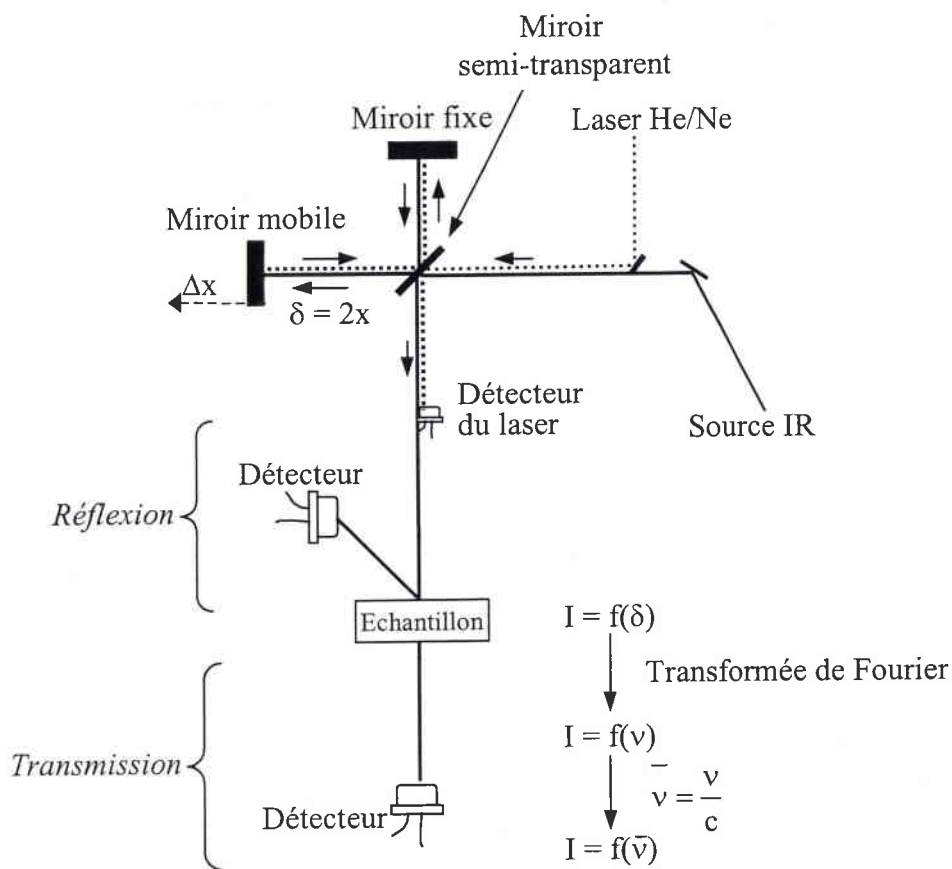 Miroir
semi-transparent
Miroir fixe
Laser He/Ne
Miroir mobile
Δx
δ = 2x
Détecteur
du laser
Source IR
Détecteur
Réflexion
Echantillon
I = f(δ)
Transformée de Fourier
I = f(ν)
Transmission
ν̄ = ν/c
Détecteur
I = f(ν̄)